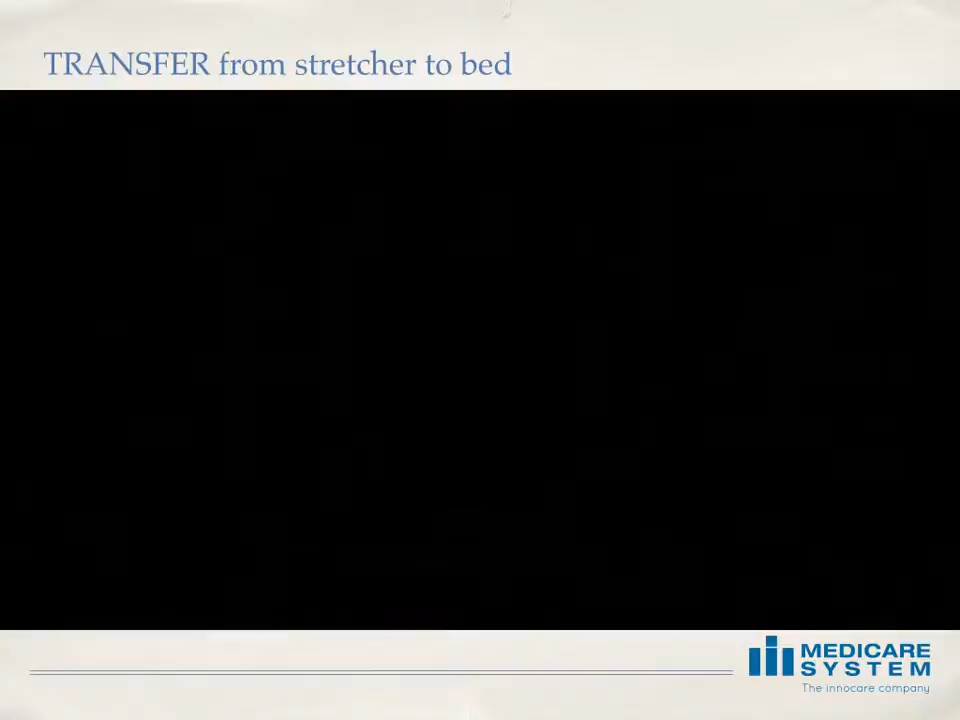 TRANSFER from stretcher to bed
MEDICARE
SYSTEM
The innocare company